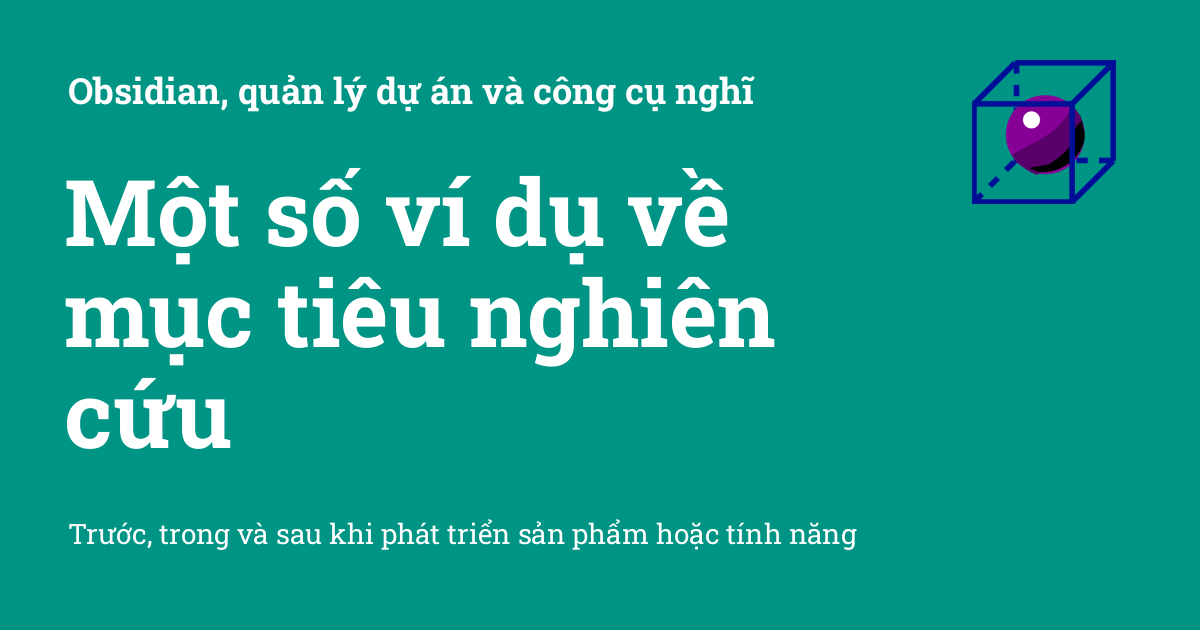 Obsidian, quản lý dự án và công cụ nghĩ
Một số ví dụ về
mục tiêu nghiên
cứu
Trước, trong và sau khi phát triển sản phẩm hoặc tính năng